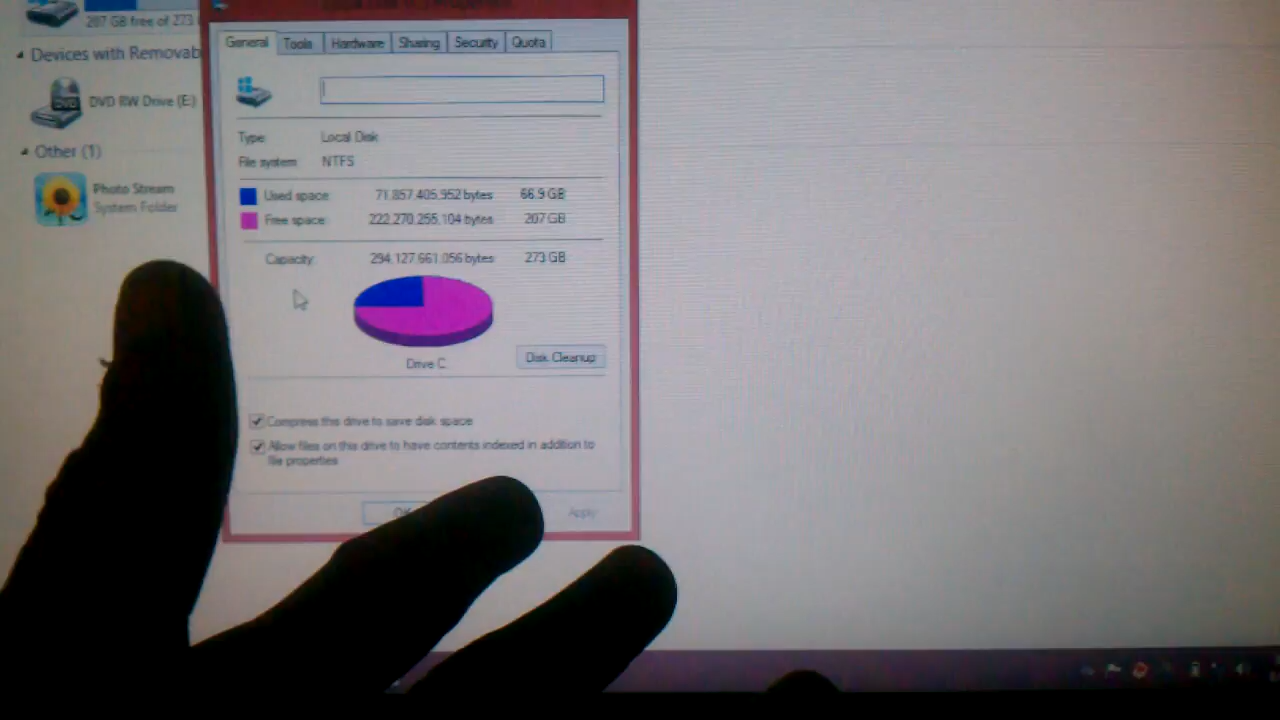 207 GB free of 273
Devices with Removab
DVD RW Drive (E:)
Other (1)
Photo Stream
System Folder
General Tools Hardware Sharing Security Quota
Type: Local Disk
File system: NTFS
Used space: 71,857,405,952 bytes 66.9 GB
Free space: 222,270,255,104 bytes 207 GB
Capacity: 294,127,661,056 bytes 273 GB
Drive C:
Disk Cleanup
Compress this drive to save disk space
Allow files on this drive to have contents indexed in addition to
file properties
OK
Apply